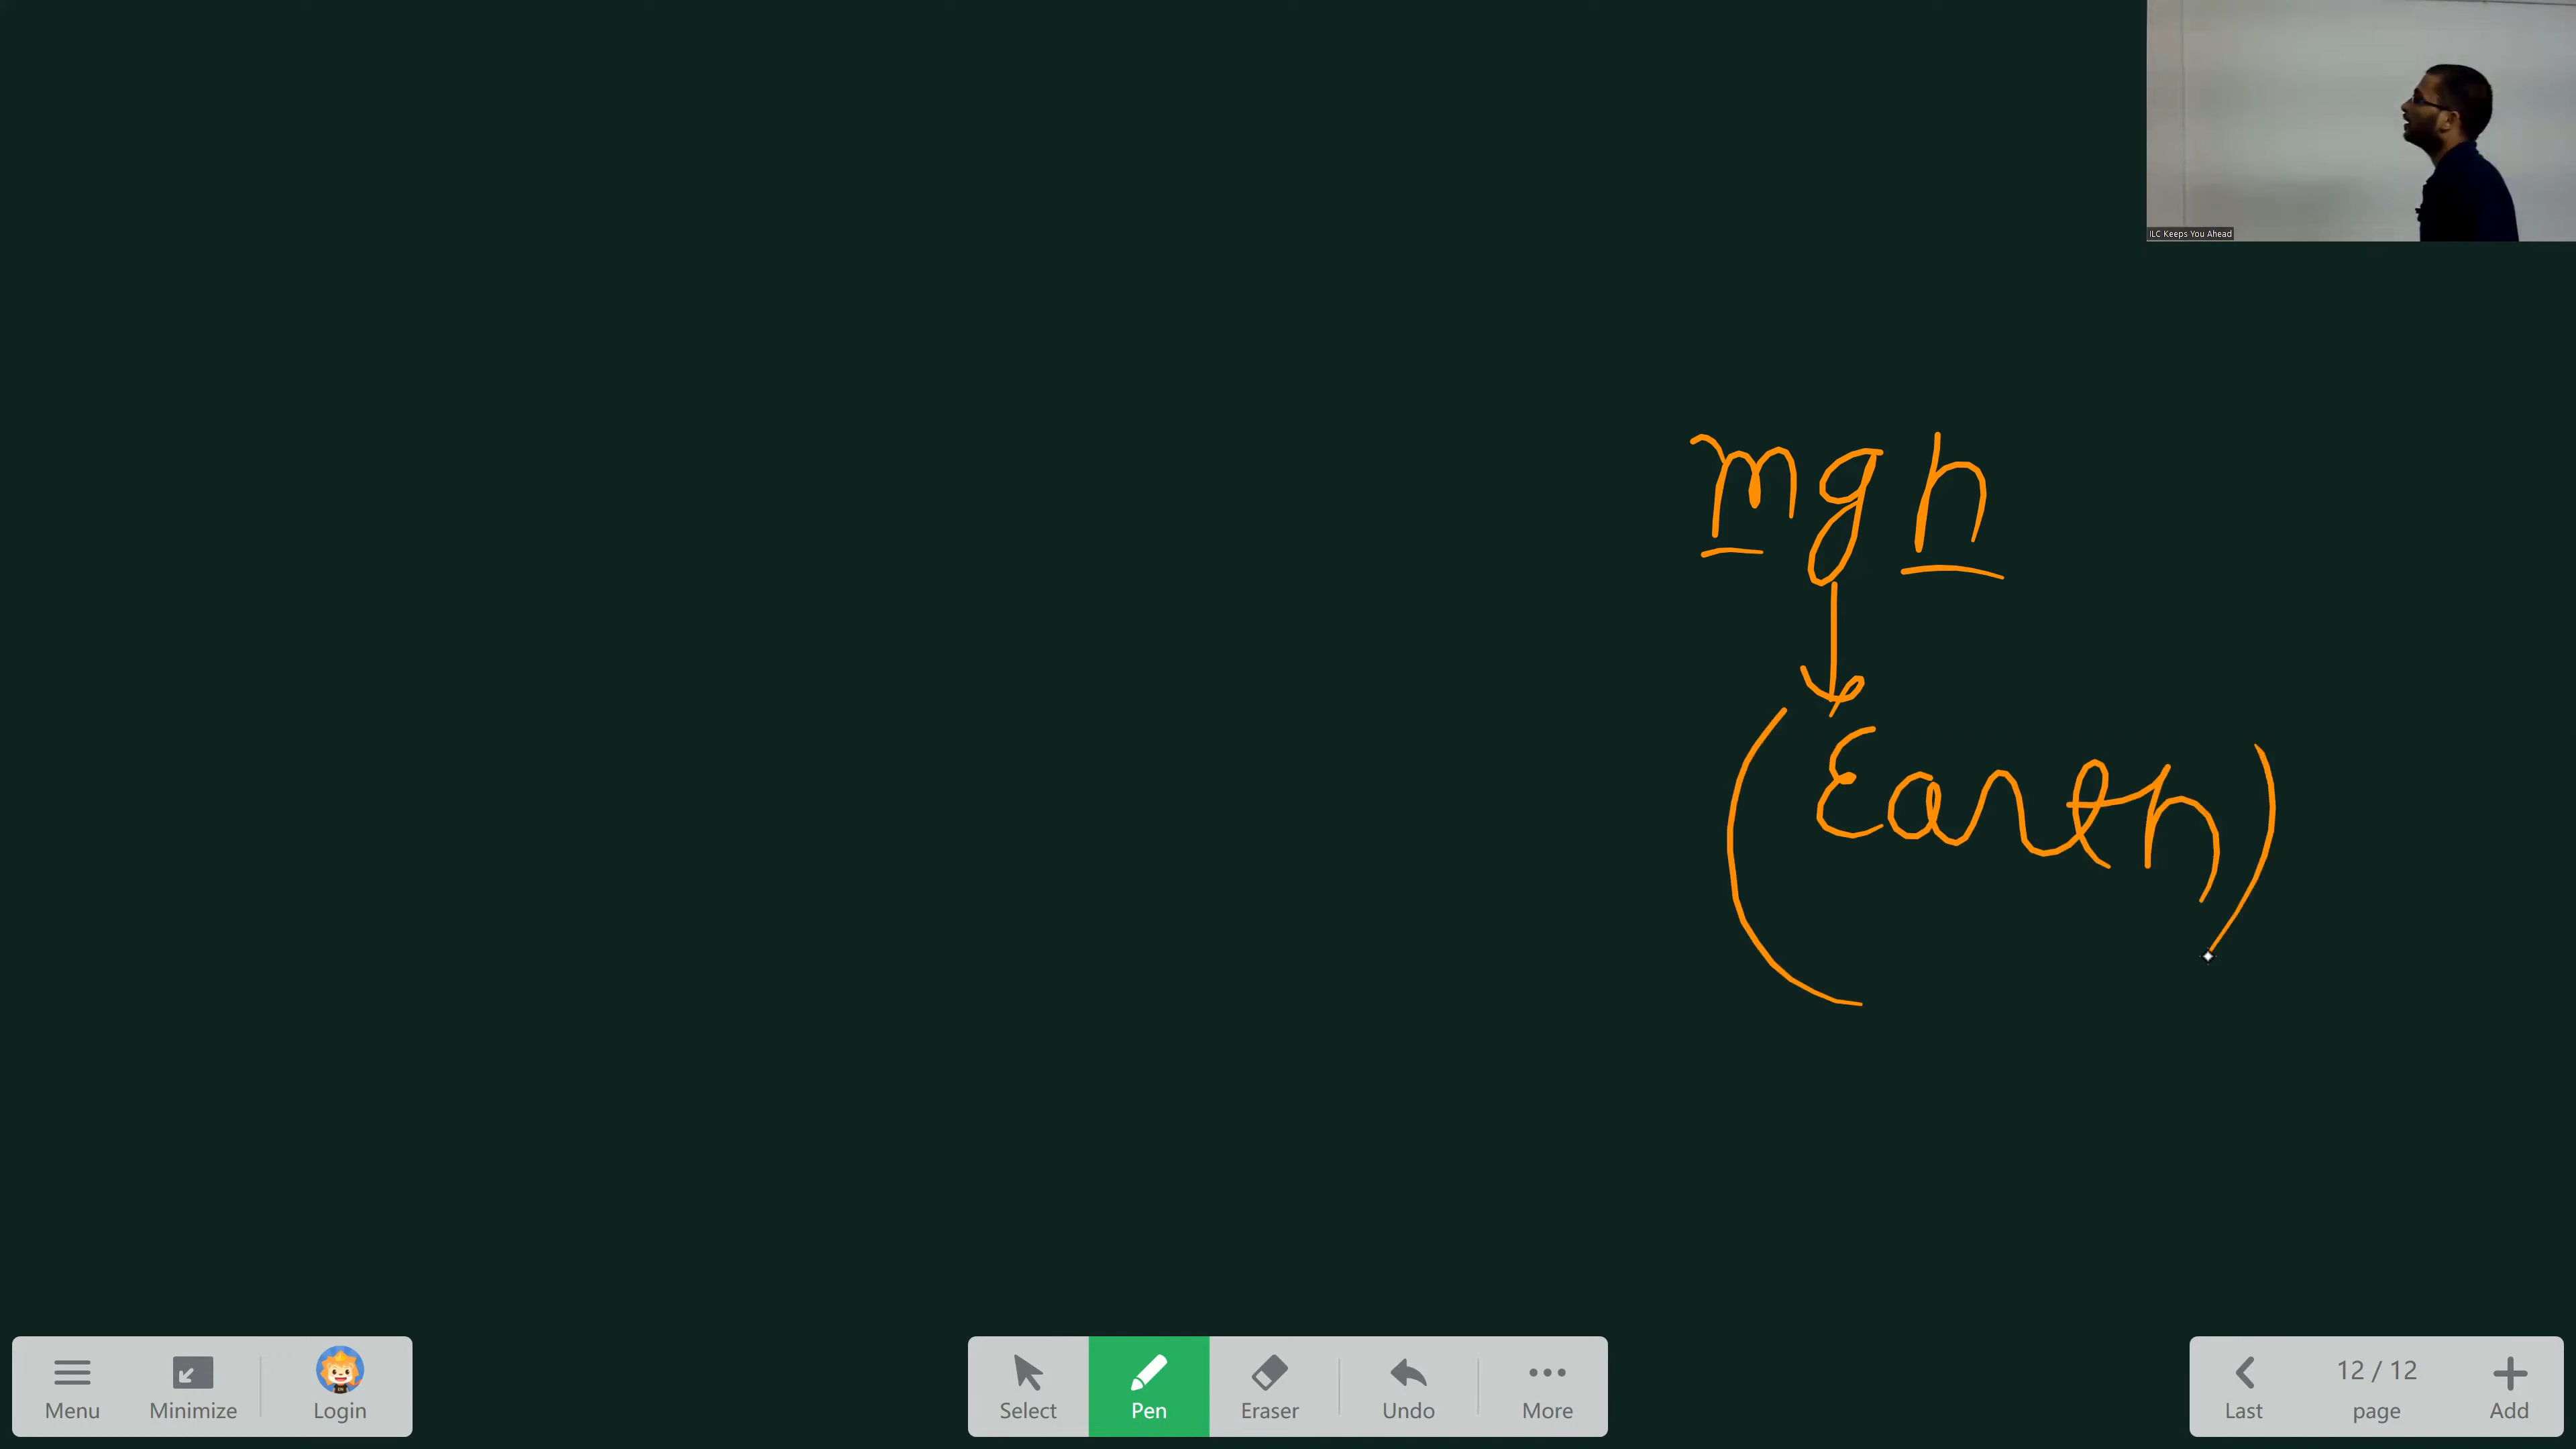 ILC Keeps You Ahead
mgh
(Earth)
Menu Minimize Login Select Pen Eraser Undo More Last 12 / 12 page Add